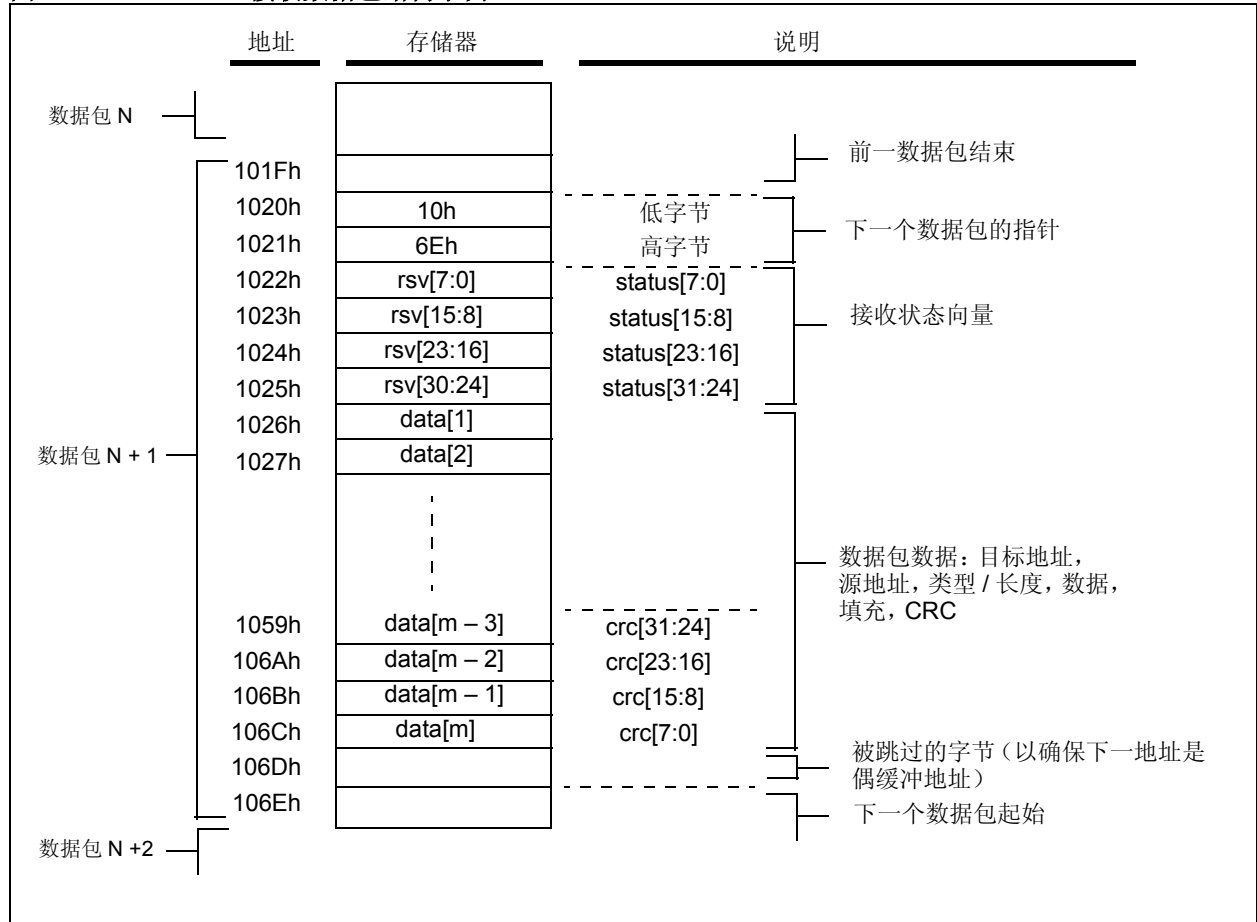 地址 存储器 说明
数据包 N
前一数据包结束
101Fh
1020h 10h 低字节
下一个数据包的指针
1021h 6Eh 高字节
1022h rsv[7:0] status[7:0]
1023h rsv[15:8] status[15:8]
接收状态向量
1024h rsv[23:16] status[23:16]
1025h rsv[30:24] status[31:24]
1026h data[1]
数据包 N + 1
1027h data[2]
数据包数据：目标地址，
源地址，类型 / 长度，数据，
填充，CRC
1059h data[m – 3] crc[31:24]
106Ah data[m – 2] crc[23:16]
106Bh data[m – 1] crc[15:8]
106Ch data[m] crc[7:0]
被跳过的字节（以确保下一地址是
偶缓冲地址）
106Dh
106Eh
下一个数据包起始
数据包 N +2